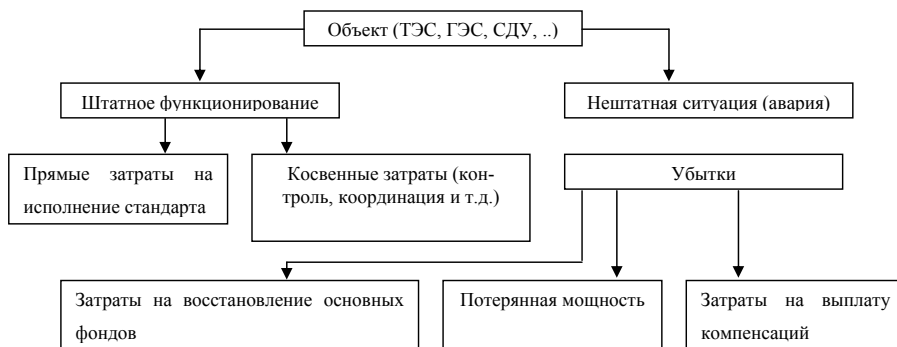 Объект (ТЭС, ГЭС, СДУ, ..)
Штатное функционирование
Нештатная ситуация (авария)
Прямые затраты на
исполнение стандарта
Косвенные затраты (кон-
троль, координация и т.д.)
Убытки
Затраты на восстановление основных
фондов
Потерянная мощность
Затраты на выплату
компенсаций